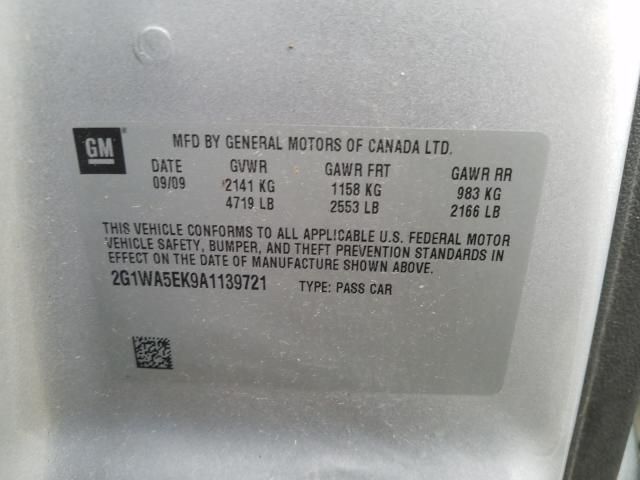 GM
MFD BY GENERAL MOTORS OF CANADA LTD.
DATE GVWR GAWR FRT GAWR RR
09/09 2141 KG 1158 KG 983 KG
4719 LB 2553 LB 2166 LB
THIS VEHICLE CONFORMS TO ALL APPLICABLE U.S. FEDERAL MOTOR
VEHICLE SAFETY, BUMPER, AND THEFT PREVENTION STANDARDS IN
EFFECT ON THE DATE OF MANUFACTURE SHOWN ABOVE.
2G1WA5EK9A1139721 TYPE: PASS CAR